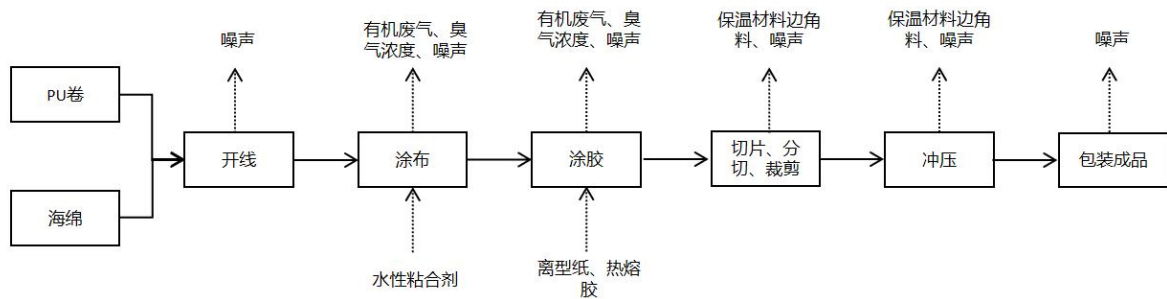 噪声
有机废气、臭
气浓度、噪声
有机废气、臭
气浓度、噪声
保温材料边角
料、噪声
保温材料边角
料、噪声
噪声
PU卷
海绵
开线
涂布
涂胶
切片、分
切、裁剪
冲压
包装成品
水性粘合剂
离型纸、热熔
胶